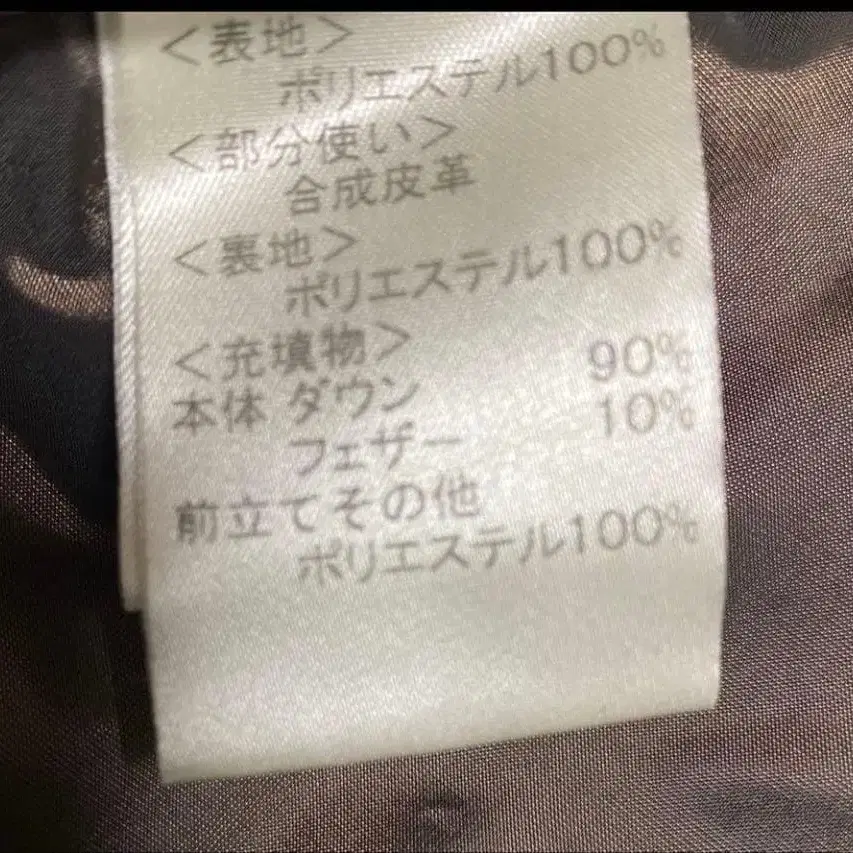 <表地>
ポリエステル100%
<部分使い>
合成皮革
<裏地>
ポリエステル100%
<充填物>
本体 ダウン 90%
フェザー 10%
前立てその他
ポリエステル100%